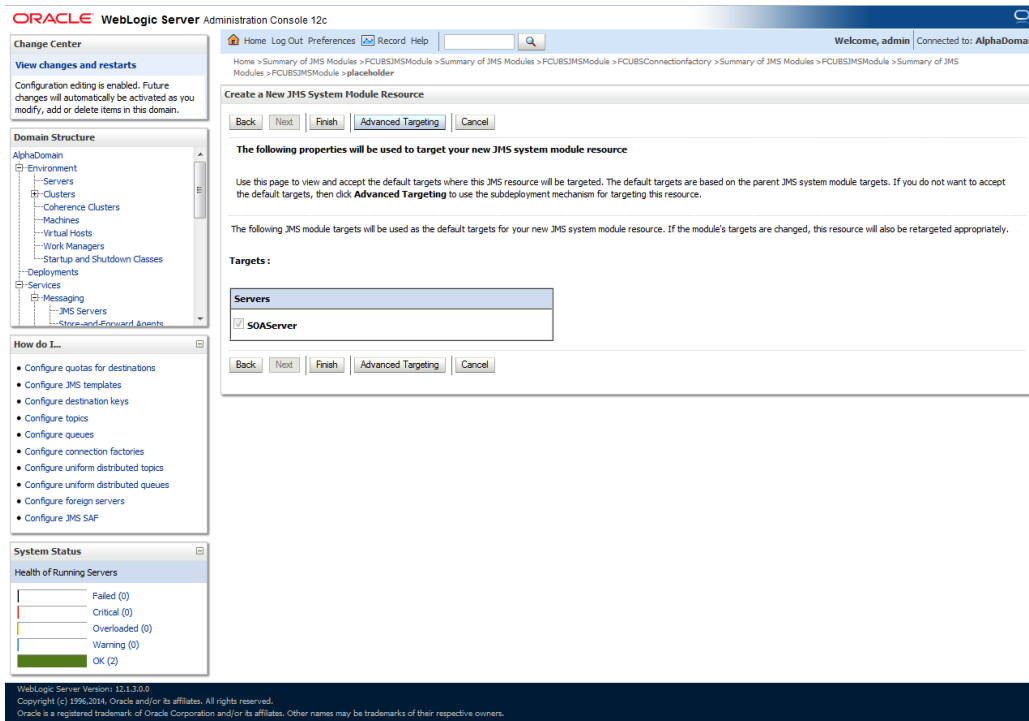 ORACLE WebLogic Server Administration Console 12c
Change Center
View changes and restarts
Configuration editing is enabled. Future
changes will automatically be activated as you
modify, add or delete items in this domain.
Domain Structure
AlphaDomain
Environment
Servers
Clusters
Coherence Clusters
Machines
Virtual Hosts
Work Managers
Startup and Shutdown Classes
Deployments
Services
Messaging
JMS Servers
Store-and-Forward Agents
How do I...
Configure quotas for destinations
Configure JMS templates
Configure destination keys
Configure topics
Configure queues
Configure connection factories
Configure uniform distributed topics
Configure uniform distributed queues
Configure foreign servers
Configure JMS SAF
System Status
Health of Running Servers
Failed (0)
Critical (0)
Overloaded (0)
Warning (0)
OK (2)
Home Log Out Preferences Record Help
Welcome, admin Connected to: AlphaDomai
Home >Summary of JMS Modules >FCUBSJMSModule >Summary of JMS Modules >FCUBSJMSModule >FCUBSConnectionfactory >Summary of JMS Modules >FCUBSJMSModule >Summary of JMS
Modules >FCUBSJMSModule >placeholder
Create a New JMS System Module Resource
Back Next Finish Advanced Targeting Cancel
The following properties will be used to target your new JMS system module resource
Use this page to view and accept the default targets where this JMS resource will be targeted. The default targets are based on the parent JMS system module targets. If you do not want to accept
the default targets, then click Advanced Targeting to use the subdeployment mechanism for targeting this resource.
The following JMS module targets will be used as the default targets for your new JMS system module resource. If the module's targets are changed, this resource will also be retargeted appropriately.
Targets :
Servers
SOAServer
Back Next Finish Advanced Targeting Cancel
WebLogic Server Version: 12.1.3.0.0
Copyright (c) 1996,2014, Oracle and/or its affiliates. All rights reserved.
Oracle is a registered trademark of Oracle Corporation and/or its affiliates. Other names may be trademarks of their respective owners.